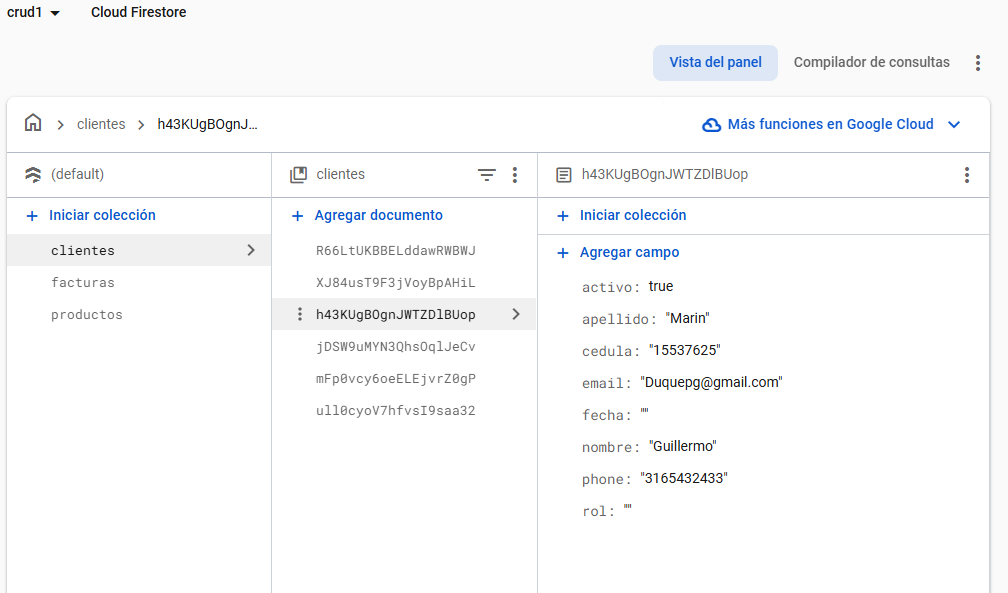 crud1 Cloud Firestore
Vista del panel Compilador de consultas
clientes h43KUgBOgnJ... Más funciones en Google Cloud
(default) clientes h43KUgBOgnJWTZDlBUop
+ Iniciar colección + Agregar documento + Iniciar colección
clientes R66LtUKBBELddawRWBWJ + Agregar campo
facturas XJ84usT9F3jVoyBpAHiL activo: true
productos h43KUgBOgnJWTZDlBUop apellido: "Marin"
jDSW9uMYN3QhsOqlJeCv cedula: "15537625"
mFp0vcy6oeELEjvrZ0gP email: "Duquepg@gmail.com"
ull0cyoV7hfvsI9saa32 fecha: ""
nombre: "Guillermo"
phone: "3165432433"
rol: ""